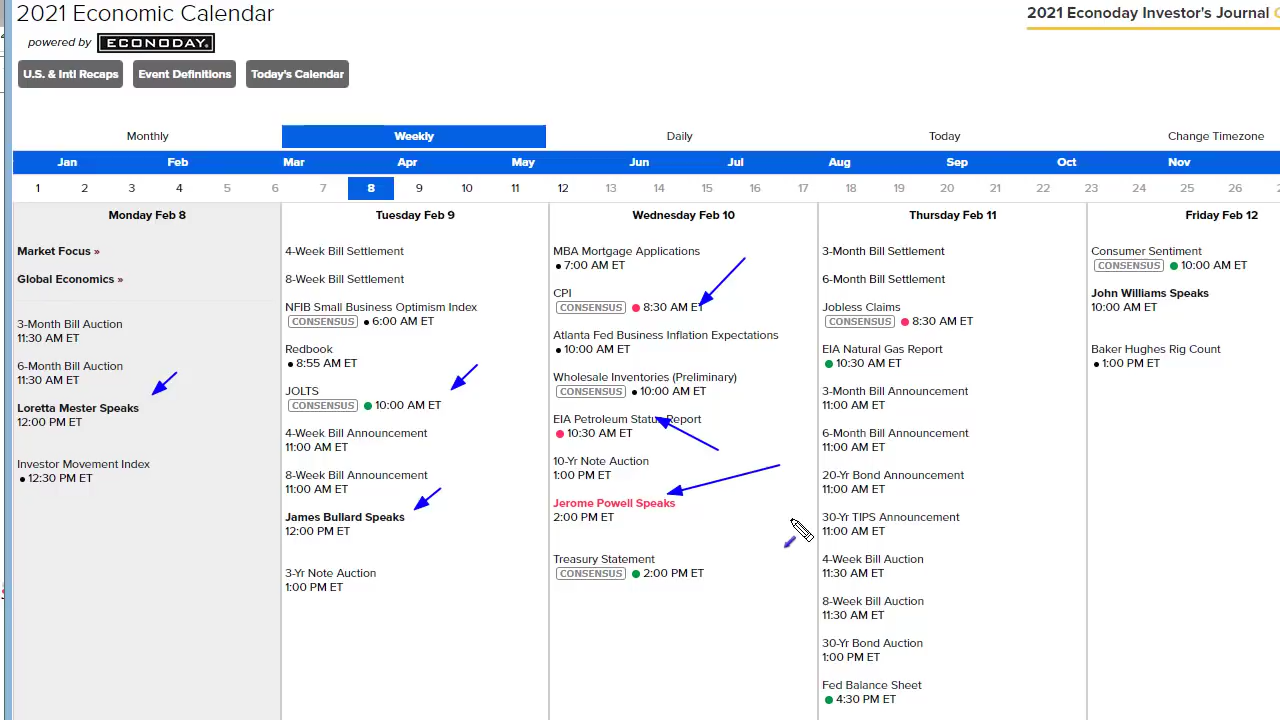 2021 Economic Calendar
2021 Econoday Investor's Journal
powered by ECONODAY.
U.S. & Intl Recaps Event Definitions Today's Calendar
Monthly Weekly Daily Today Change Timezone
Jan Feb Mar Apr May Jun Jul Aug Sep Oct Nov
1 2 3 4 5 6 7 8 9 10 11 12 13 14 15 16 17 18 19 20 21 22 23 24 25 26
Monday Feb 8
Market Focus »
Global Economics »
3-Month Bill Auction
11:30 AM ET
6-Month Bill Auction
11:30 AM ET
Loretta Mester Speaks
12:00 PM ET
Investor Movement Index
12:30 PM ET
Tuesday Feb 9
4-Week Bill Settlement
8-Week Bill Settlement
NFIB Small Business Optimism Index
CONSENSUS 6:00 AM ET
Redbook
8:55 AM ET
JOLTS
CONSENSUS 10:00 AM ET
4-Week Bill Announcement
11:00 AM ET
8-Week Bill Announcement
11:00 AM ET
James Bullard Speaks
12:00 PM ET
3-Yr Note Auction
1:00 PM ET
Wednesday Feb 10
MBA Mortgage Applications
7:00 AM ET
CPI
CONSENSUS 8:30 AM ET
Atlanta Fed Business Inflation Expectations
10:00 AM ET
Wholesale Inventories (Preliminary)
CONSENSUS 10:00 AM ET
EIA Petroleum Status Report
10:30 AM ET
10-Yr Note Auction
1:00 PM ET
Jerome Powell Speaks
2:00 PM ET
Treasury Statement
CONSENSUS 2:00 PM ET
Thursday Feb 11
3-Month Bill Settlement
6-Month Bill Settlement
Jobless Claims
CONSENSUS 8:30 AM ET
EIA Natural Gas Report
10:30 AM ET
3-Month Bill Announcement
11:00 AM ET
6-Month Bill Announcement
11:00 AM ET
20-Yr Bond Announcement
11:00 AM ET
30-Yr TIPS Announcement
11:00 AM ET
4-Week Bill Auction
11:30 AM ET
8-Week Bill Auction
11:30 AM ET
30-Yr Bond Auction
1:00 PM ET
Fed Balance Sheet
4:30 PM ET
Friday Feb 12
Consumer Sentiment
CONSENSUS 10:00 AM ET
John Williams Speaks
10:00 AM ET
Baker Hughes Rig Count
1:00 PM ET